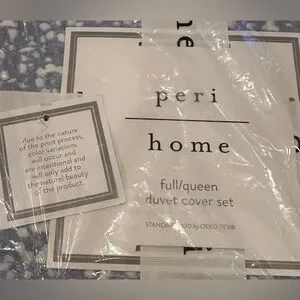 peri
home
full/queen
duvet cover set
STANDARD 100 by OEKO-TEX®
due to the nature
of the print process,
color variations
will occur and
are intentional and
will only add to
the natural beauty
of the product.